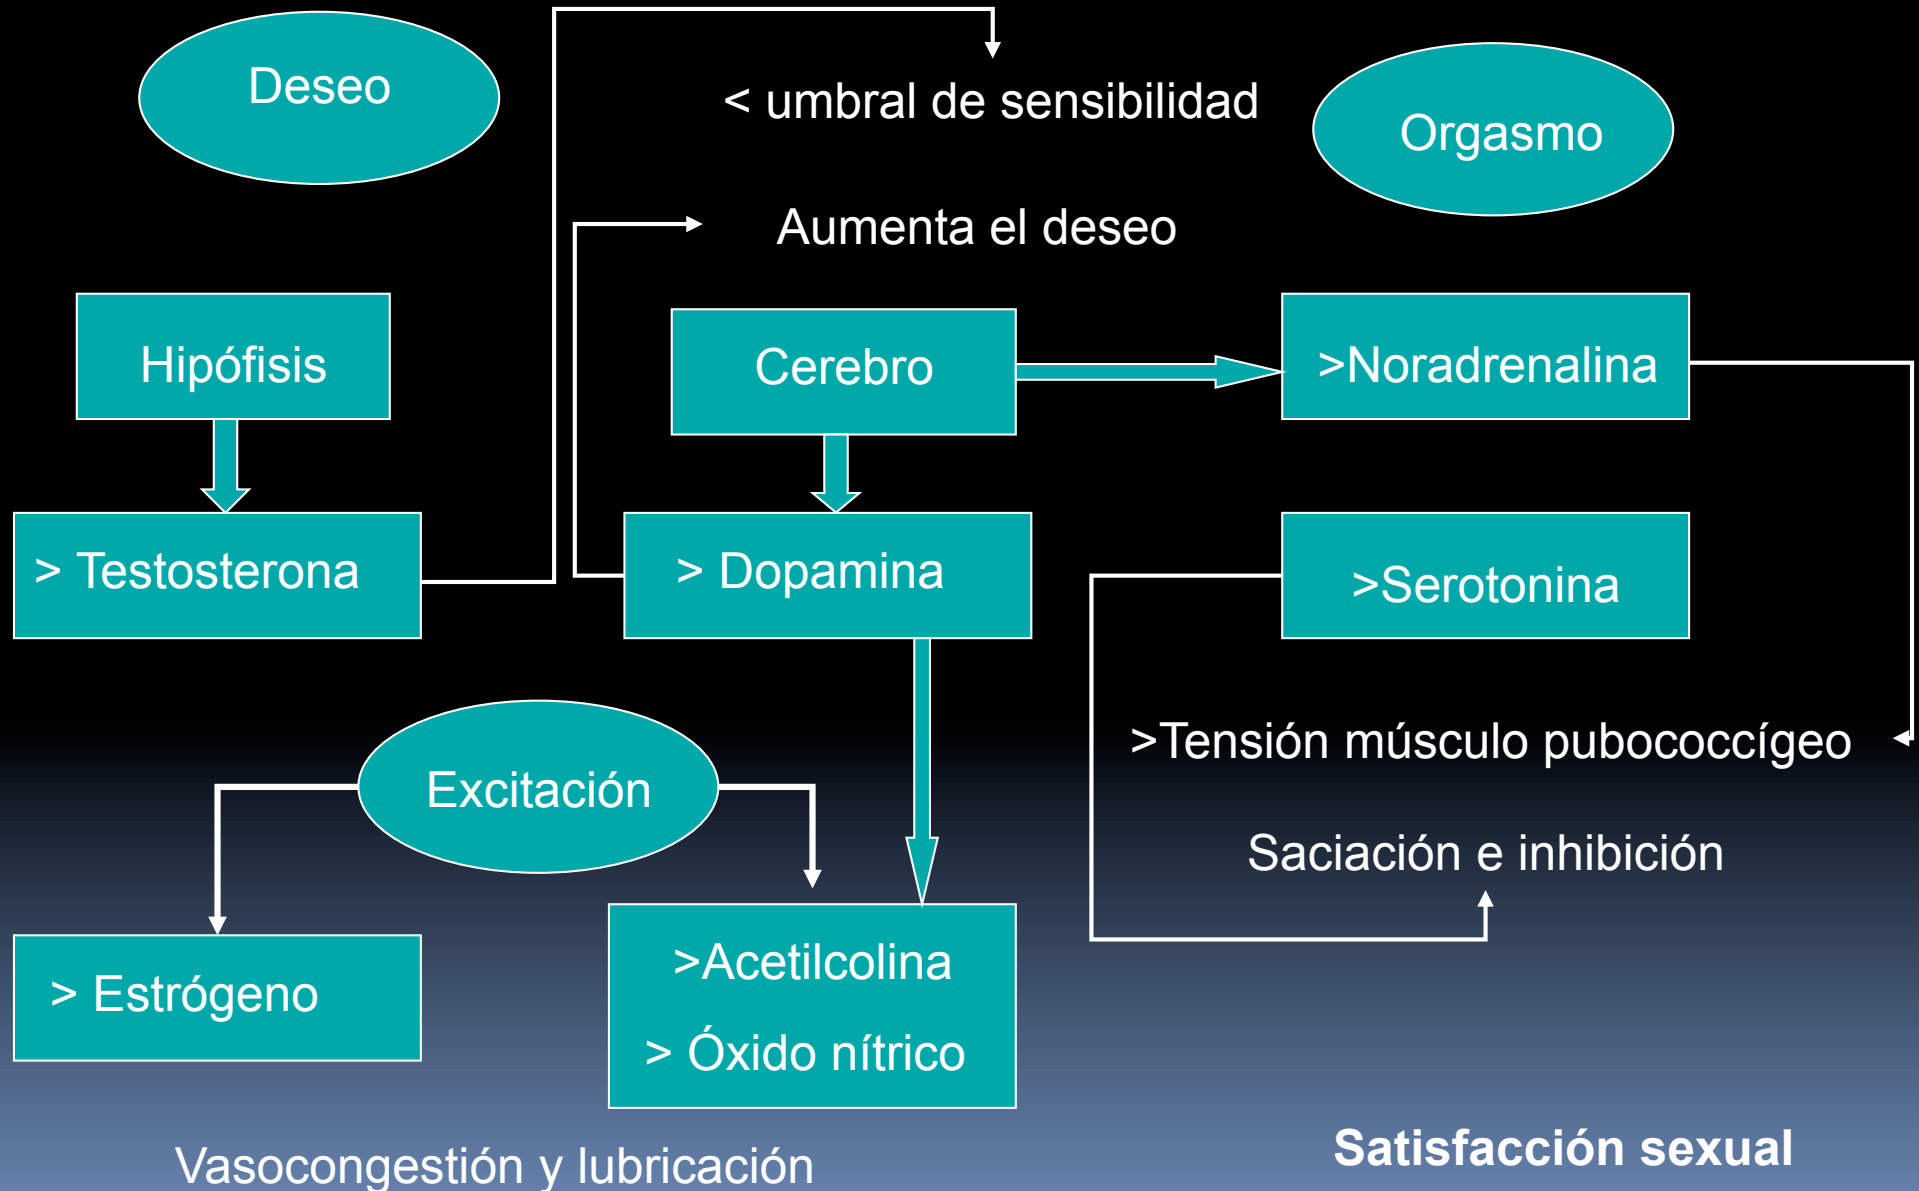 Deseo
< umbral de sensibilidad
Orgasmo
Aumenta el deseo
Hipófisis
Cerebro
>Noradrenalina
> Testosterona
> Dopamina
>Serotonina
>Tensión músculo pubococcígeo
Excitación
Saciación e inhibición
> Estrógeno
>Acetilcolina
> Óxido nítrico
Vasocongestión y lubricación
Satisfacción sexual